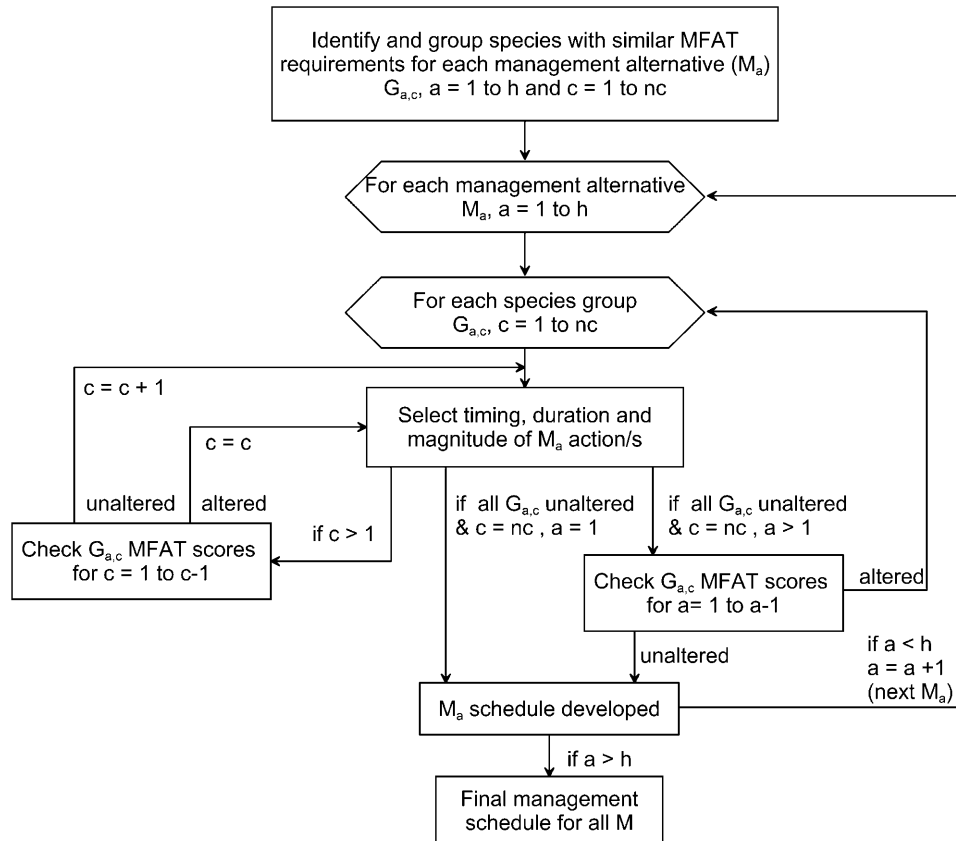 Identify and group species with similar MFAT
requirements for each management alternative (Mₐ)
Gₐ,c, a = 1 to h and c = 1 to nc
For each management alternative
Mₐ, a = 1 to h
For each species group
Gₐ,c, c = 1 to nc
c = c + 1
Select timing, duration and
magnitude of Mₐ action/s
c = c
unaltered
altered
if c > 1
if all Gₐ,c unaltered
& c = nc , a = 1
if all Gₐ,c unaltered
& c = nc , a > 1
Check Gₐ,c MFAT scores
for c = 1 to c-1
Check Gₐ,c MFAT scores
for a= 1 to a-1
altered
unaltered
if a < h
a = a +1
(next Mₐ)
Mₐ schedule developed
if a > h
Final management
schedule for all M